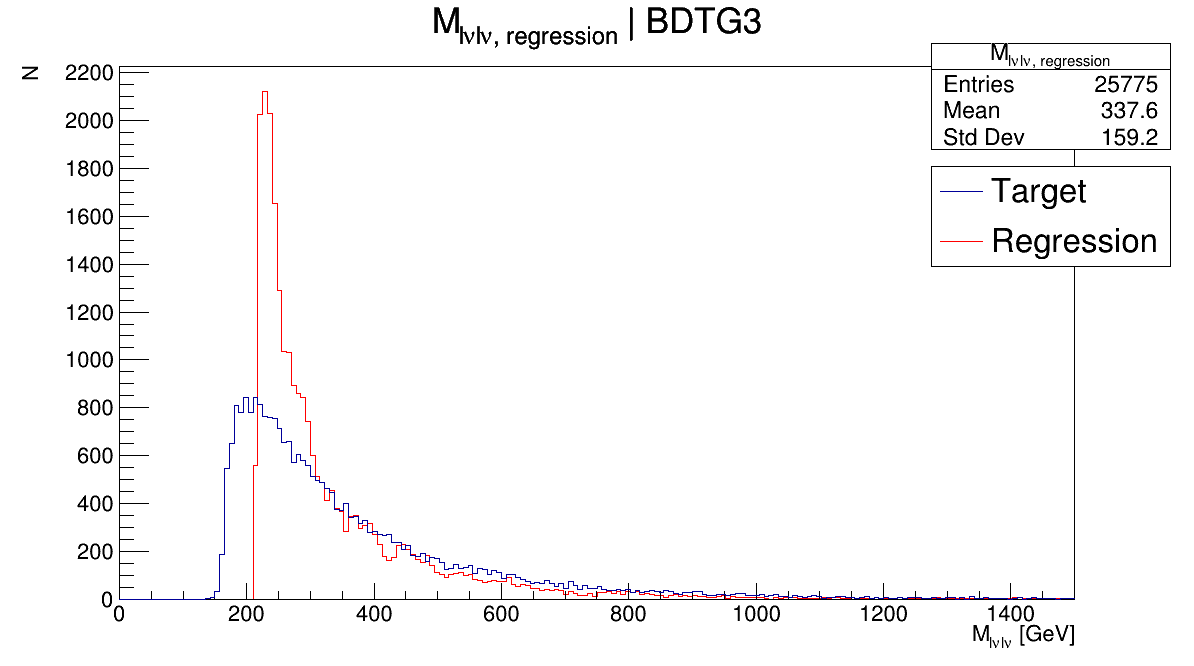 M_lνlν, regression | BDTG3
M_lνlν, regression
Entries 25775
Mean 337.6
Std Dev 159.2
Target
Regression
N
2200
2000
1800
1600
1400
1200
1000
800
600
400
200
0
0 200 400 600 800 1000 1200 1400
M_lνlν [GeV]